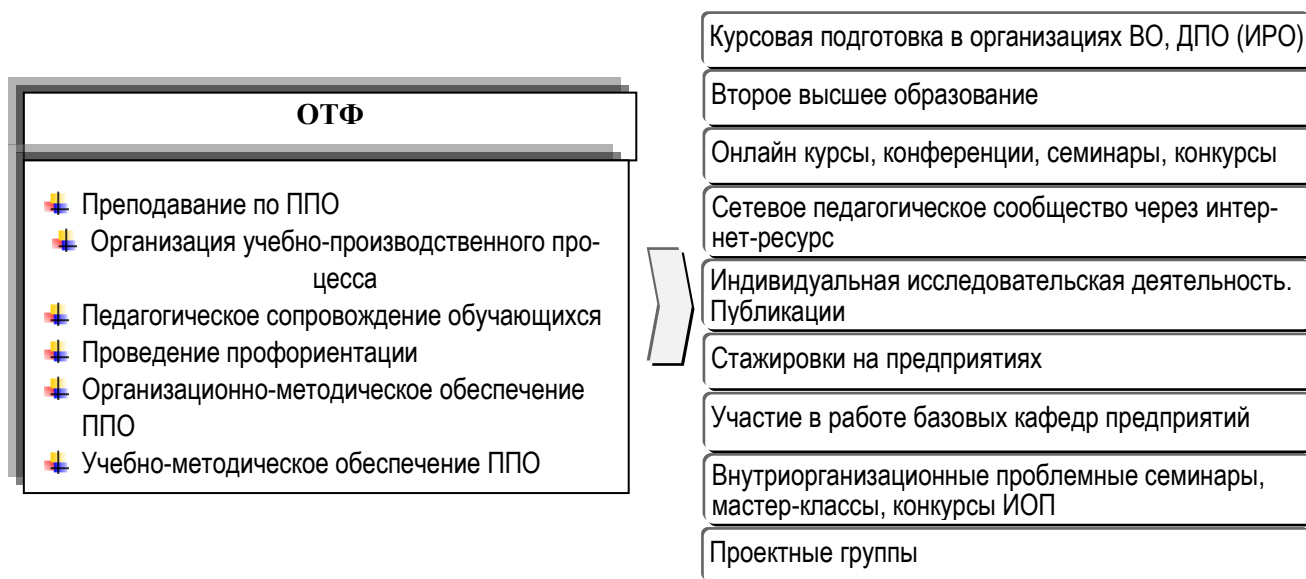 ОТФ
Преподавание по ППО
Организация учебно-производственного про-
цесса
Педагогическое сопровождение обучающихся
Проведение профориентации
Организационно-методическое обеспечение
ППО
Учебно-методическое обеспечение ППО
Курсовая подготовка в организациях ВО, ДПО (ИРО)
Второе высшее образование
Онлайн курсы, конференции, семинары, конкурсы
Сетевое педагогическое сообщество через интер-
нет-ресурс
Индивидуальная исследовательская деятельность.
Публикации
Стажировки на предприятиях
Участие в работе базовых кафедр предприятий
Внутриорганизационные проблемные семинары,
мастер-классы, конкурсы ИОП
Проектные группы